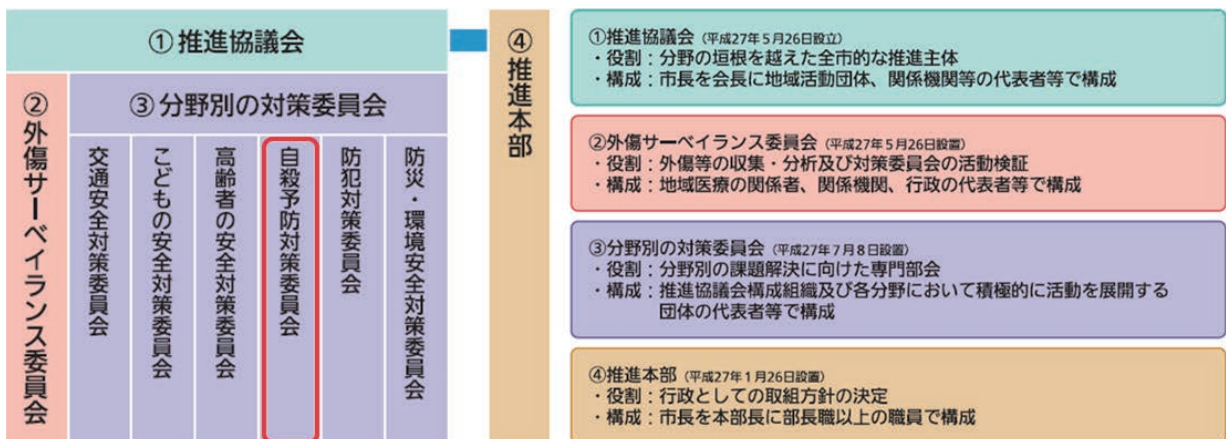 ①推進協議会
②外傷サーベイランス委員会
③分野別の対策委員会
交通安全対策委員会
こどもの安全対策委員会
高齢者の安全対策委員会
自殺予防対策委員会
防犯対策委員会
防災・環境安全対策委員会
④推進本部
①推進協議会（平成27年5月26日設立）
・役割：分野の垣根を越えた全市的な推進主体
・構成：市長を会長に地域活動団体、関係機関等の代表者等で構成
②外傷サーベイランス委員会（平成27年5月26日設置）
・役割：外傷等の収集・分析及び対策委員会の活動検証
・構成：地域医療の関係者、関係機関、行政の代表者等で構成
③分野別の対策委員会（平成27年7月8日設置）
・役割：分野別の課題解決に向けた専門部会
・構成：推進協議会構成組織及び各分野において積極的に活動を展開する
団体の代表者等で構成
④推進本部（平成27年1月26日設置）
・役割：行政としての取組方針の決定
・構成：市長を本部長に部長職以上の職員で構成